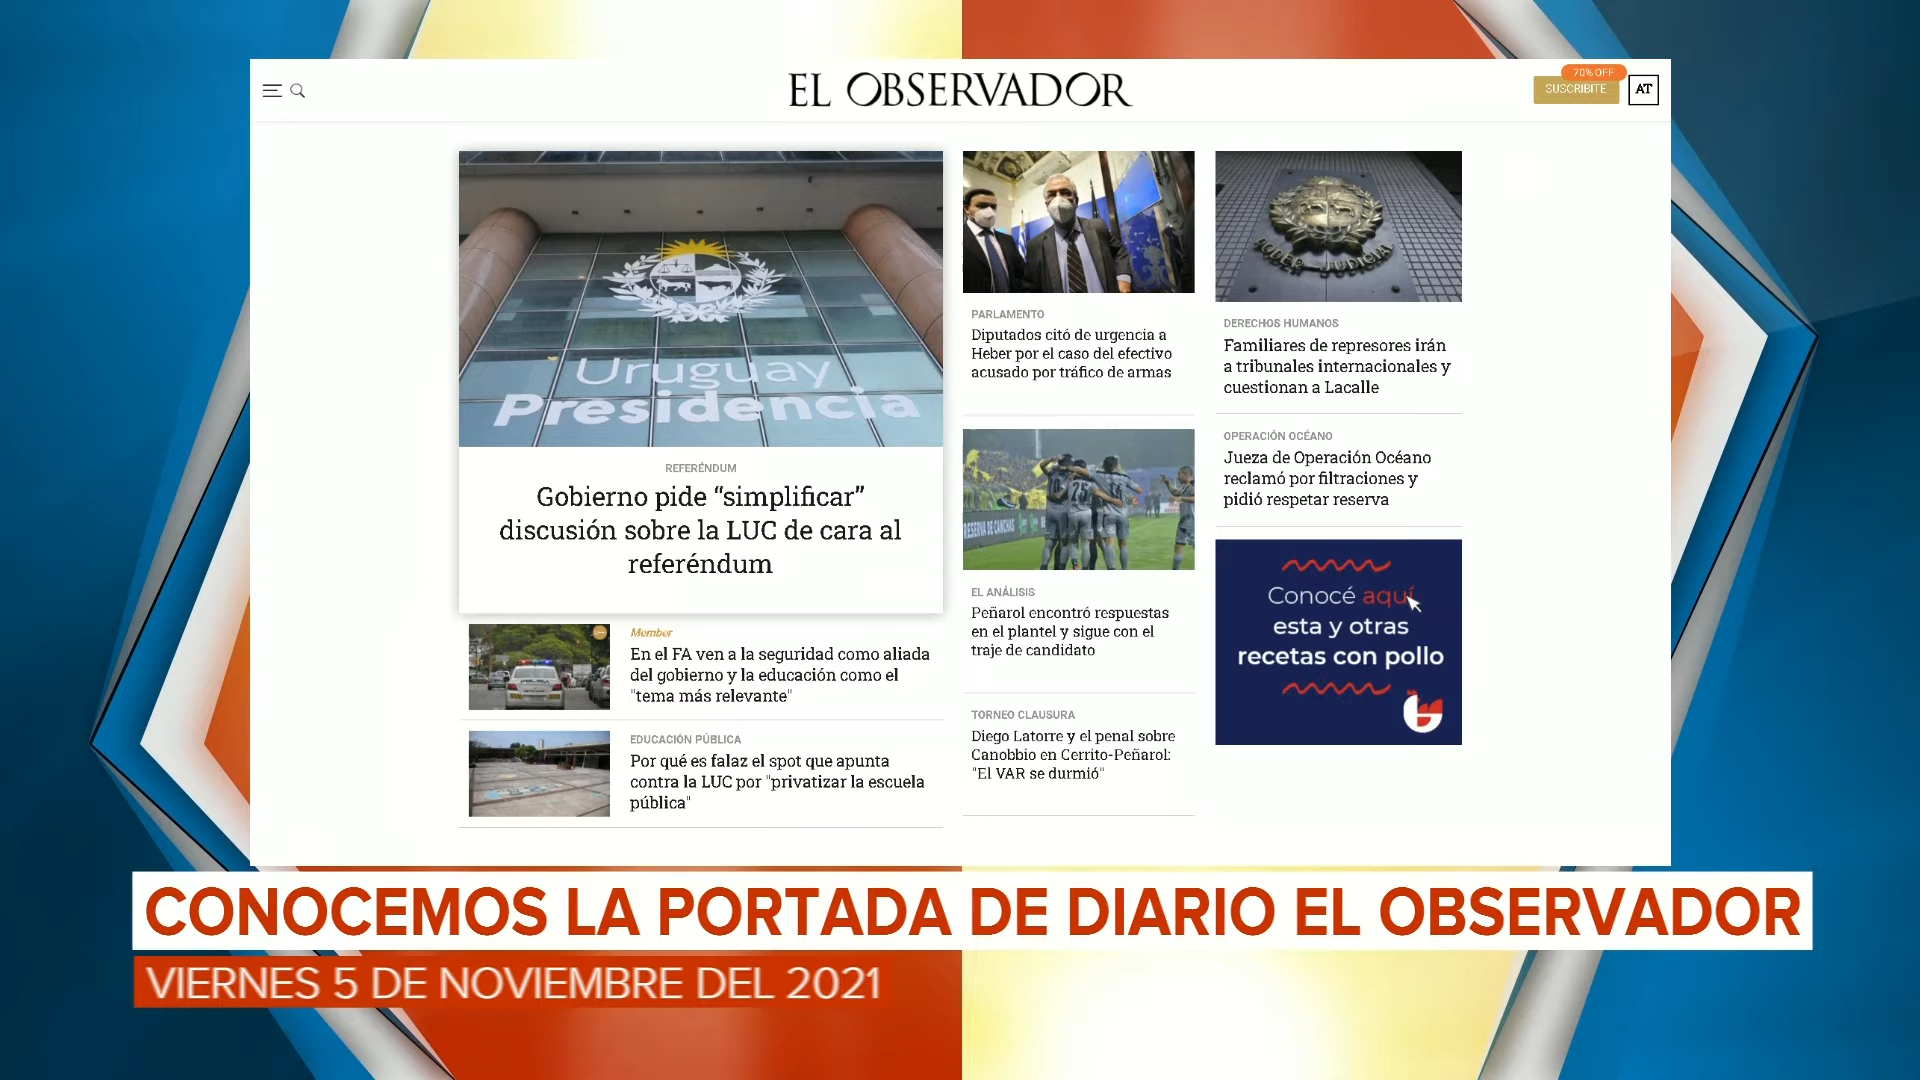 EL OBSERVADOR
70% OFF
SUSCRIBITE
AT
Uruguay
Presidencia
REFERÉNDUM
Gobierno pide “simplificar”
discusión sobre la LUC de cara al
referéndum
Member
En el FA ven a la seguridad como aliada
del gobierno y la educación como el
"tema más relevante"
EDUCACIÓN PÚBLICA
Por qué es falaz el spot que apunta
contra la LUC por "privatizar la escuela
pública"
PARLAMENTO
Diputados citó de urgencia a
Heber por el caso del efectivo
acusado por tráfico de armas
RESERVA DE CANCHAS
25
EL ANÁLISIS
Peñarol encontró respuestas
en el plantel y sigue con el
traje de candidato
TORNEO CLAUSURA
Diego Latorre y el penal sobre
Canobbio en Cerrito-Peñarol:
"El VAR se durmió"
PODER JUDICIAL
DERECHOS HUMANOS
Familiares de represores irán
a tribunales internacionales y
cuestionan a Lacalle
OPERACIÓN OCÉANO
Jueza de Operación Océano
reclamó por filtraciones y
pidió respetar reserva
Conocé aquí
esta y otras
recetas con pollo
CONOCEMOS LA PORTADA DE DIARIO EL OBSERVADOR
VIERNES 5 DE NOVIEMBRE DEL 2021